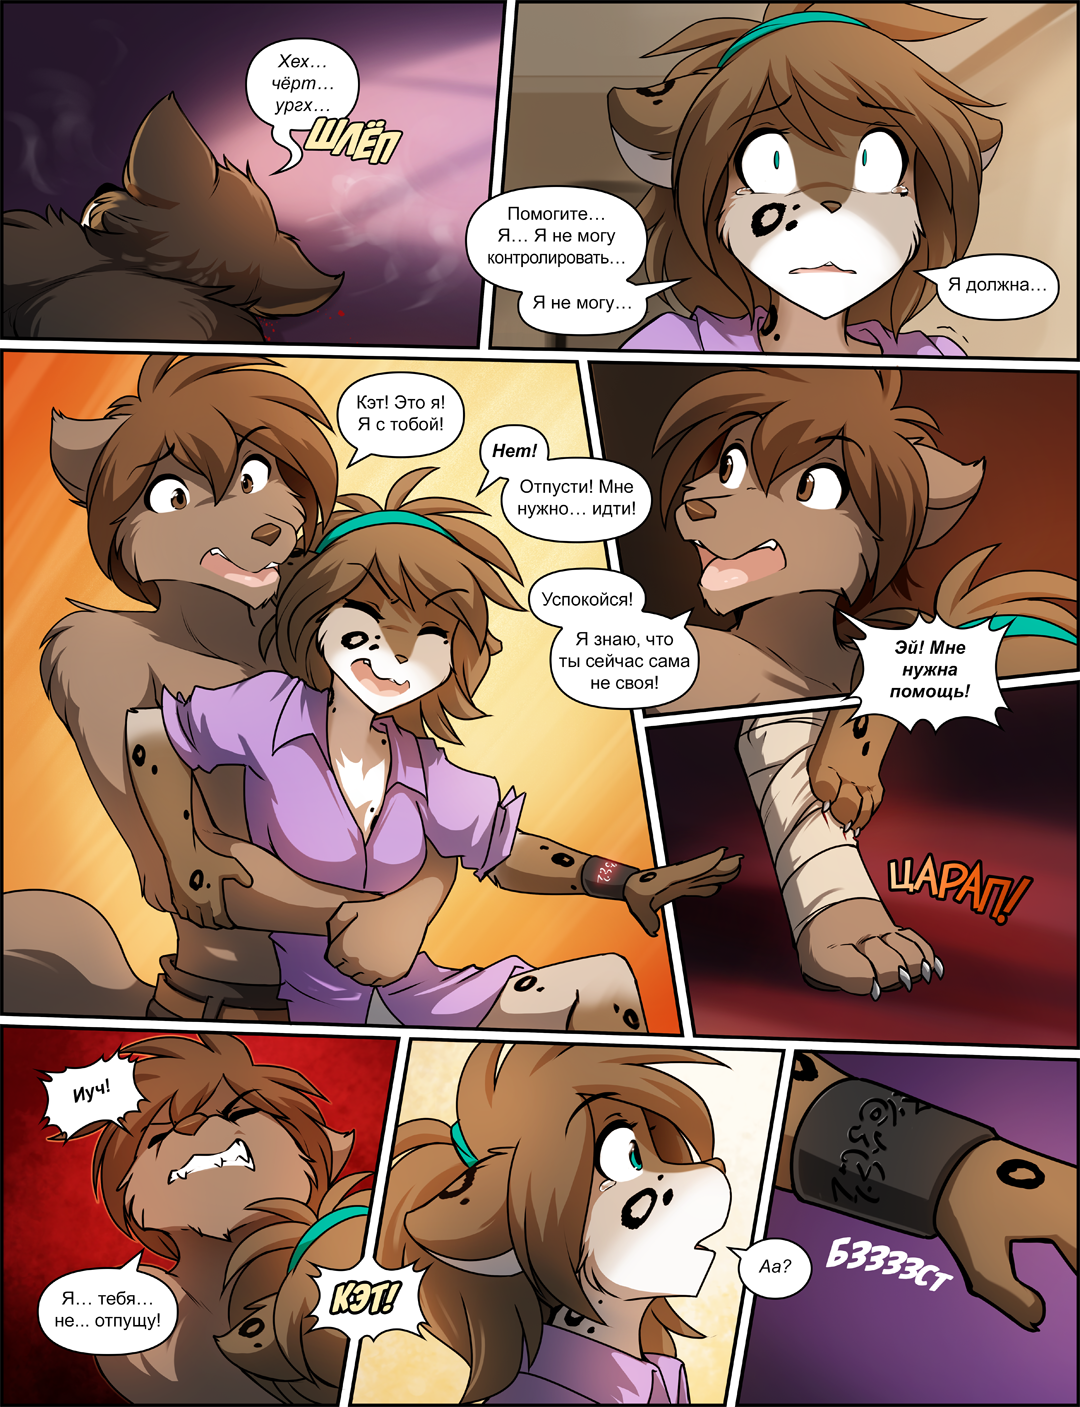 Хех...
чёрт...
ургх...
ШЛЁП
Помогите...
Я... Я не могу
контролировать...
Я не могу...
Я должна...
Кэт! Это я!
Я с тобой!
Нет!
Отпусти! Мне
нужно... идти!
Успокойся!
Я знаю, что
ты сейчас сама
не своя!
Эй! Мне
нужна
помощь!
ЦАРАП!
Иуч!
Я... тебя...
не... отпущу!
КЭТ!
Аа?
БЗЗЗЗСТ